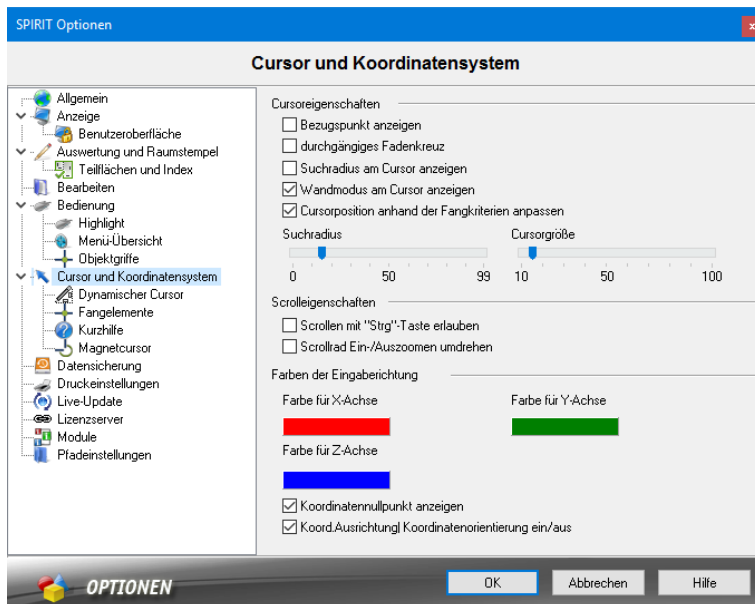 SPIRIT Optionen
x
Cursor und Koordinatensystem
Allgemein
Anzeige
Benutzeroberfläche
Auswertung und Raumstempel
Teilflächen und Index
Bearbeiten
Bedienung
Highlight
Menü-Übersicht
Objektgriffe
Cursor und Koordinatensystem
Dynamischer Cursor
Fangelemente
Kurzhilfe
Magnetcursor
Datensicherung
Druckeinstellungen
Live-Update
Lizenzserver
Module
Pfadeinstellungen
Cursoreigenschaften
Bezugspunkt anzeigen
durchgängiges Fadenkreuz
Suchradius am Cursor anzeigen
Wandmodus am Cursor anzeigen
Cursorposition anhand der Fangkriterien anpassen
Suchradius Cursorgröße
0 50 99 10 50 100
Scrolleigenschaften
Scrollen mit "Strg"-Taste erlauben
Scrollrad Ein-/Auszoomen umdrehen
Farben der Eingaberichtung
Farbe für X-Achse Farbe für Y-Achse
Farbe für Z-Achse
Koordinatennullpunkt anzeigen
Koord.Ausrichtung| Koordinatenorientierung ein/aus
OPTIONEN
OK Abbrechen Hilfe